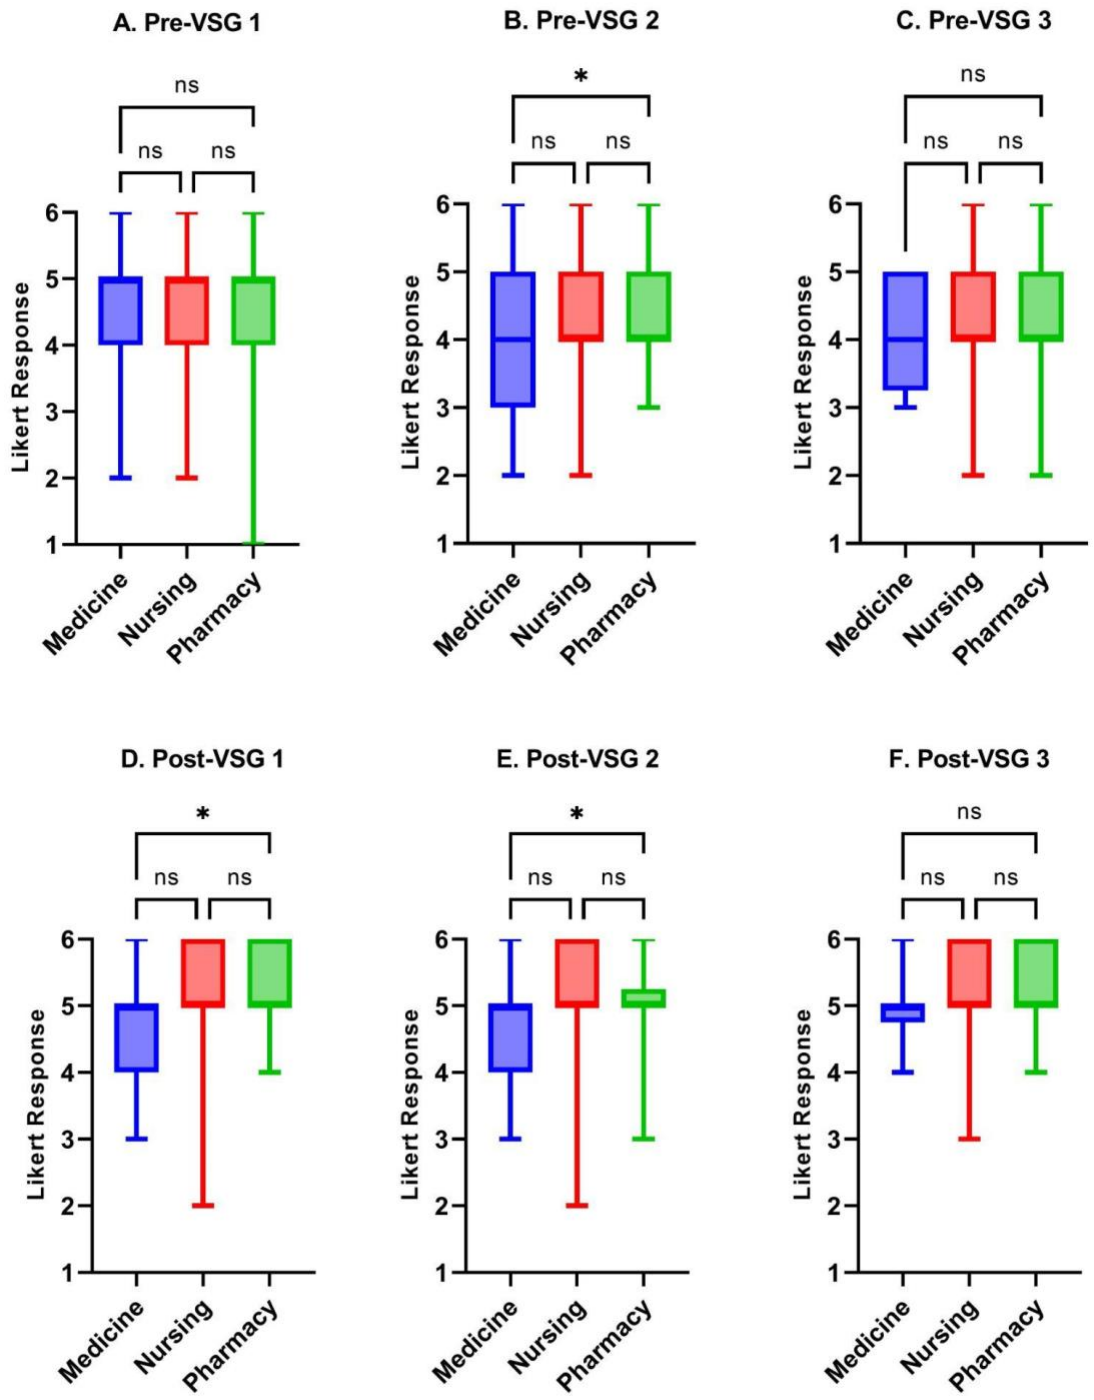 A. Pre-VSG 1
ns
ns
ns
6
5
4
3
2
1
Likert Response
Medicine
Nursing
Pharmacy
B. Pre-VSG 2
*
ns
ns
6
5
4
3
2
1
Likert Response
Medicine
Nursing
Pharmacy
C. Pre-VSG 3
ns
ns
ns
6
5
4
3
2
1
Likert Response
Medicine
Nursing
Pharmacy
D. Post-VSG 1
*
ns
ns
6
5
4
3
2
1
Likert Response
Medicine
Nursing
Pharmacy
E. Post-VSG 2
*
ns
ns
6
5
4
3
2
1
Likert Response
Medicine
Nursing
Pharmacy
F. Post-VSG 3
ns
ns
ns
6
5
4
3
2
1
Likert Response
Medicine
Nursing
Pharmacy